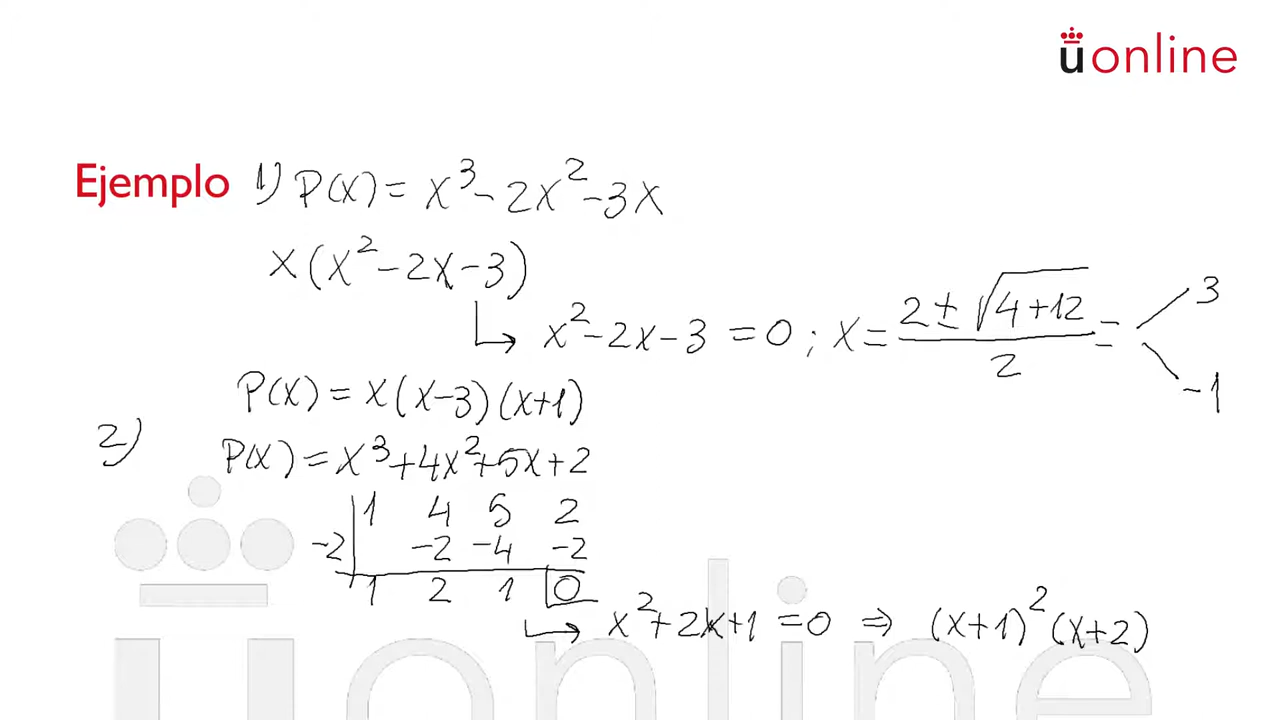 uonline
Ejemplo 1) P(X) = X³ - 2X² - 3X
X(X² - 2X - 3)
X² - 2X - 3 = 0 ; X = (2 ± √(4+12))/2 = 3
-1
P(X) = X(X-3)(X+1)
2)
P(X) = X³ + 4X² + 5X + 2
1 4 5 2
-2 -2 -4 -2
1 2 1 0
X² + 2X + 1 = 0 ⇒ (X+1)²(X+2)
uonline